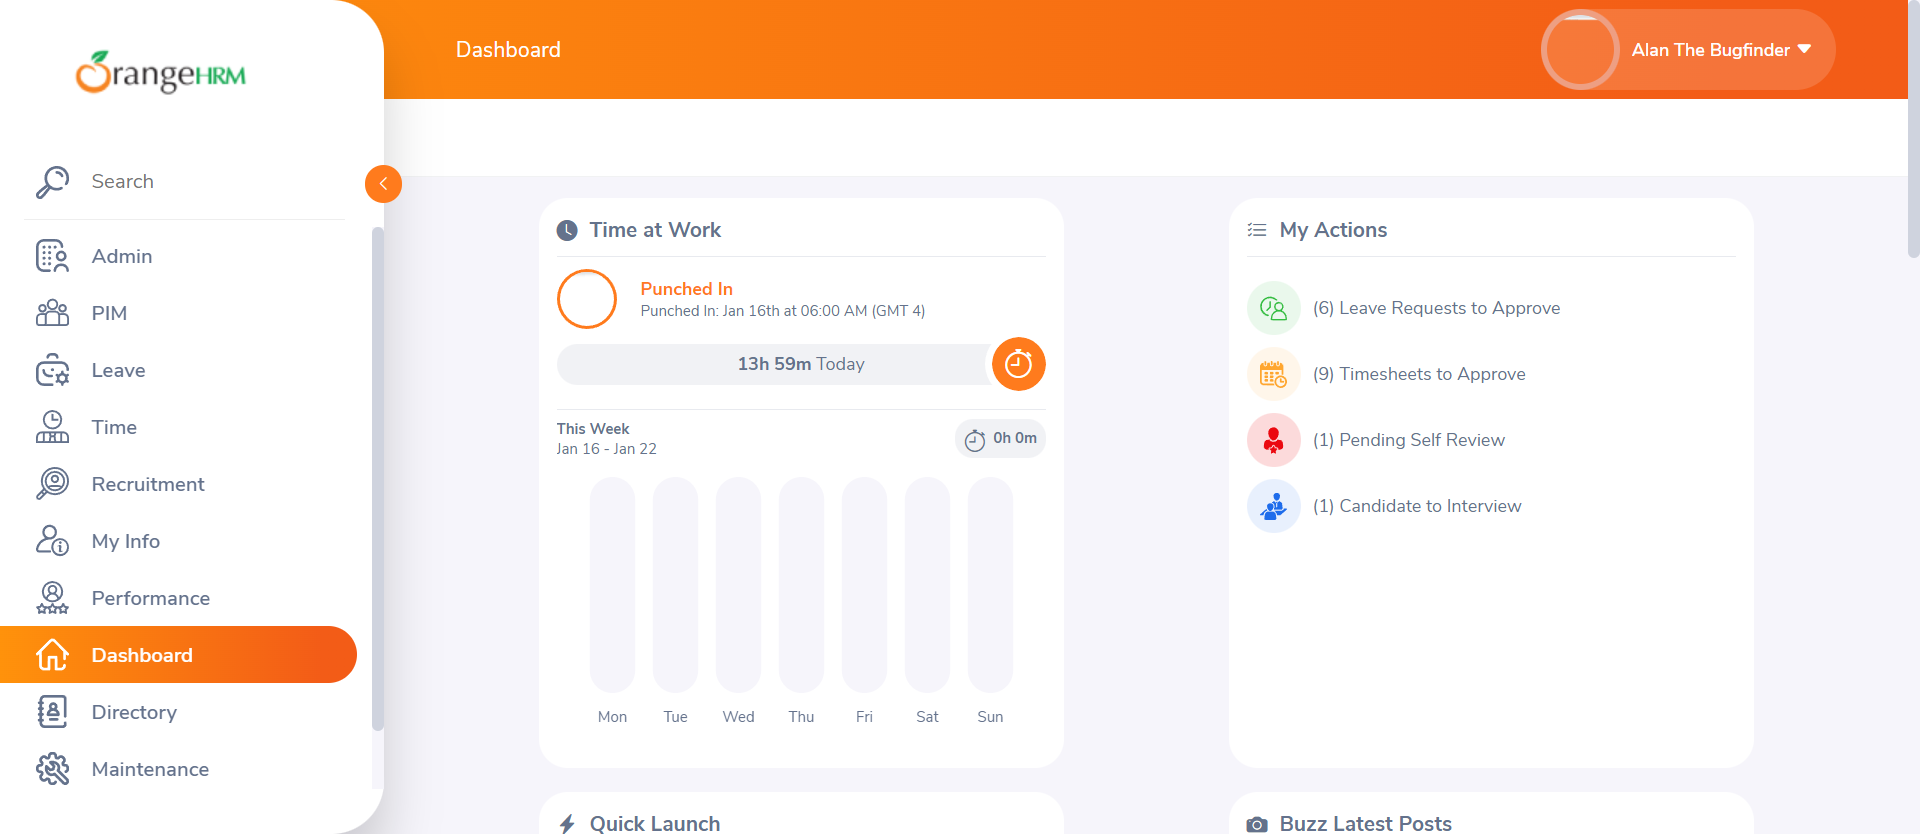 OrangeHRM
Dashboard
Alan The Bugfinder
Search
Admin
PIM
Leave
Time
Recruitment
My Info
Performance
Dashboard
Directory
Maintenance
Time at Work
Punched In
Punched In: Jan 16th at 06:00 AM (GMT 4)
13h 59m Today
This Week
Jan 16 - Jan 22
0h 0m
Mon Tue Wed Thu Fri Sat Sun
My Actions
(6) Leave Requests to Approve
(9) Timesheets to Approve
(1) Pending Self Review
(1) Candidate to Interview
Quick Launch
Buzz Latest Posts